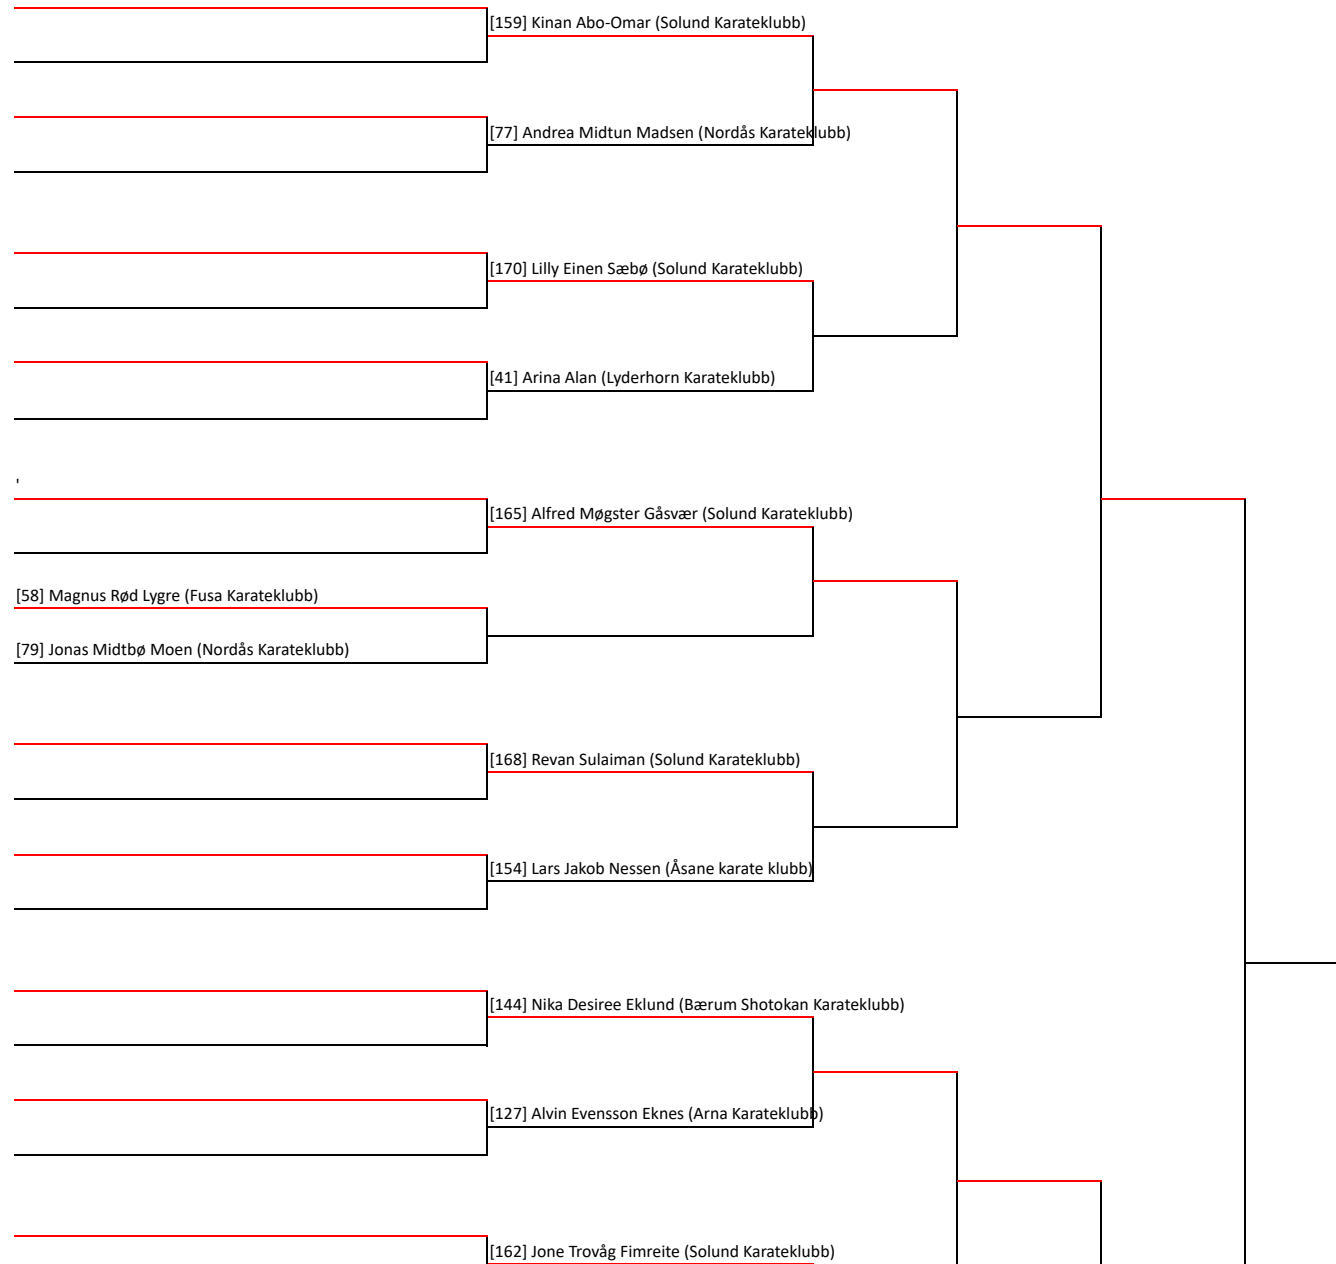 [159] Kinan Abo-Omar (Solund Karateklubb)
[77] Andrea Midtun Madsen (Nordås Karateklubb)
[170] Lilly Einen Sæbø (Solund Karateklubb)
[41] Arina Alan (Lyderhorn Karateklubb)
'
[165] Alfred Møgster Gåsvær (Solund Karateklubb)
[58] Magnus Rød Lygre (Fusa Karateklubb)
[79] Jonas Midtbø Moen (Nordås Karateklubb)
[168] Revan Sulaiman (Solund Karateklubb)
[154] Lars Jakob Nessen (Åsane karate klubb)
[144] Nika Desiree Eklund (Bærum Shotokan Karateklubb)
[127] Alvin Evensson Eknes (Arna Karateklubb)
[162] Jone Trovåg Fimreite (Solund Karateklubb)